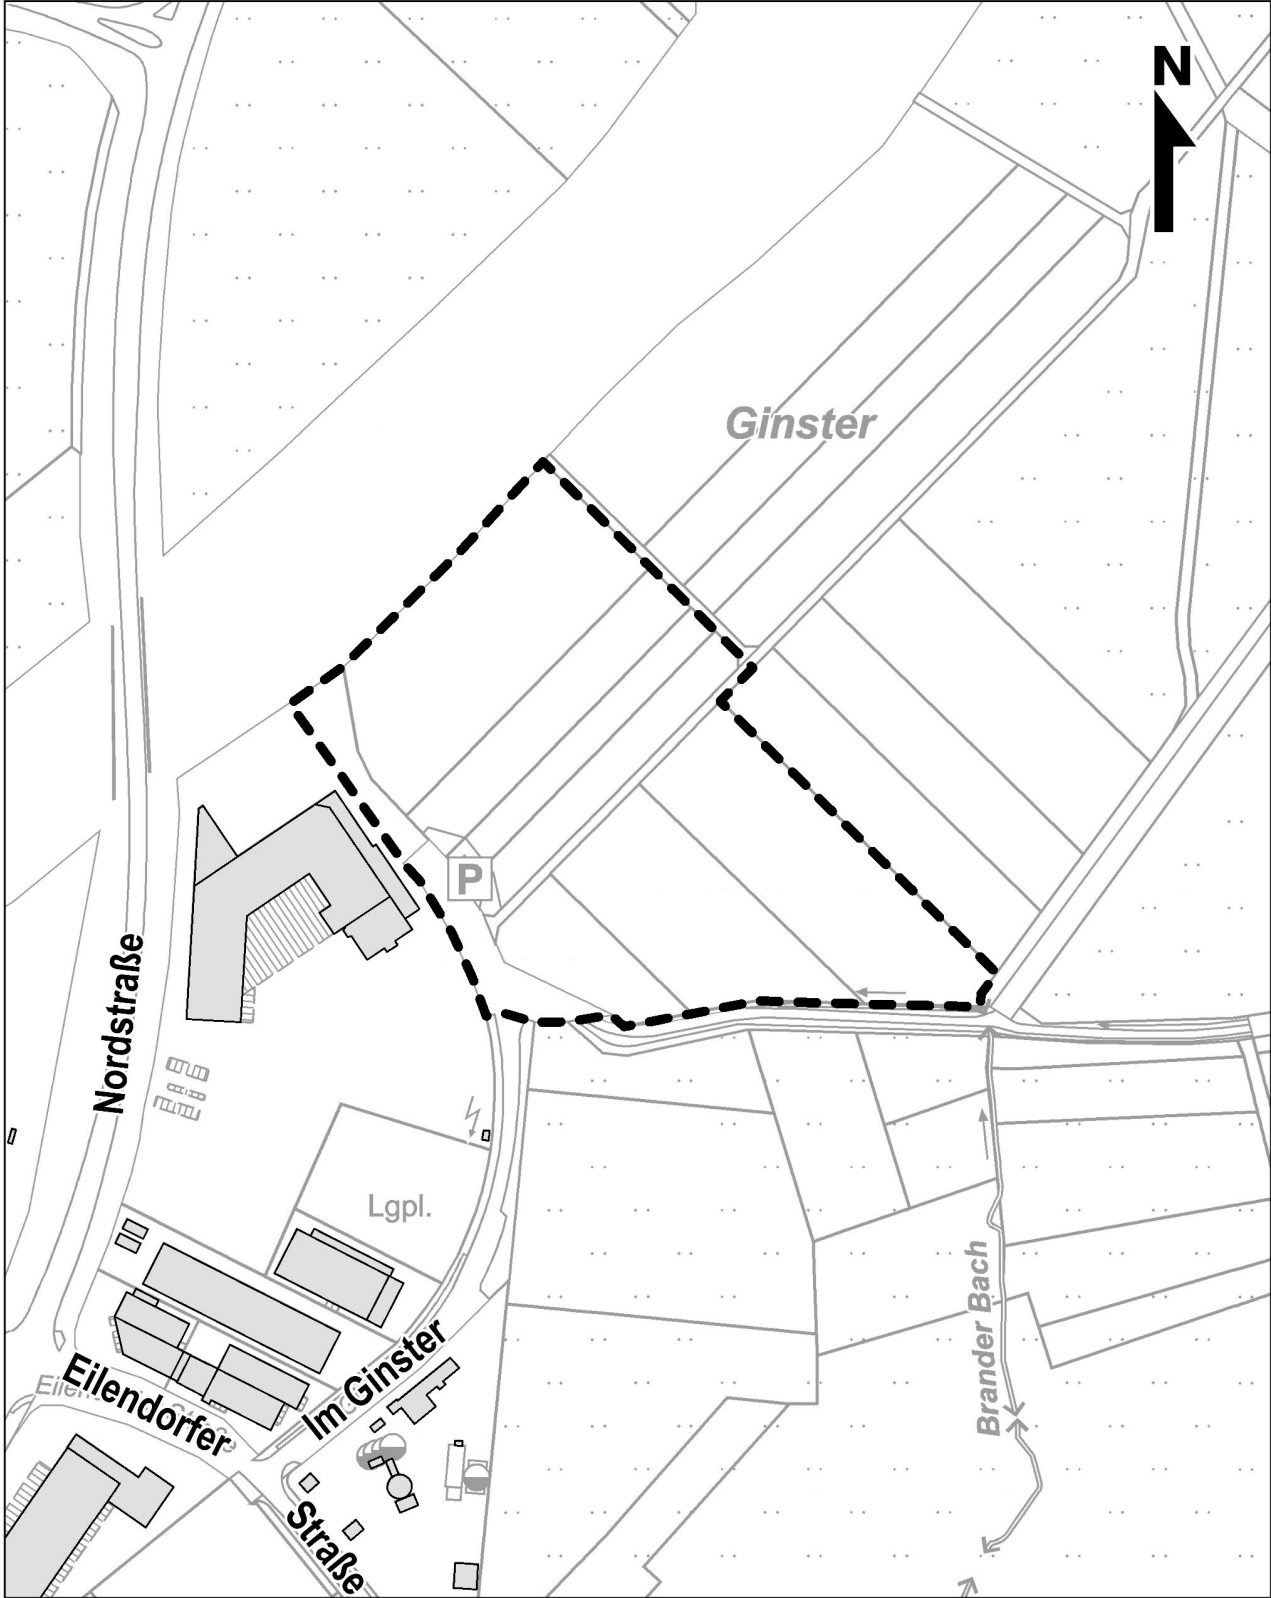 N
Ginster
P
Nordstraße
Lgpl.
Brander Bach
Im Ginster
Eilendorfer
Straße